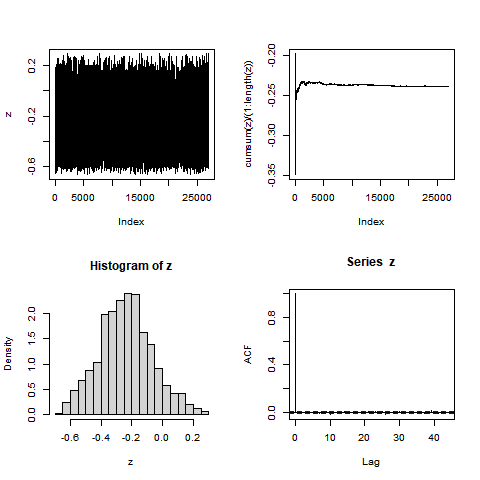 z
0.2
-0.2
-0.6
0 5000 15000 25000
Index
cumsum(z)/(1:length(z))
-0.20
-0.25
-0.30
-0.35
0 5000 15000 25000
Index
Histogram of z
Density
2.0
1.5
1.0
0.5
0.0
-0.6 -0.4 -0.2 0.0 0.2
z
Series z
ACF
0.8
0.4
0.0
0 10 20 30 40
Lag